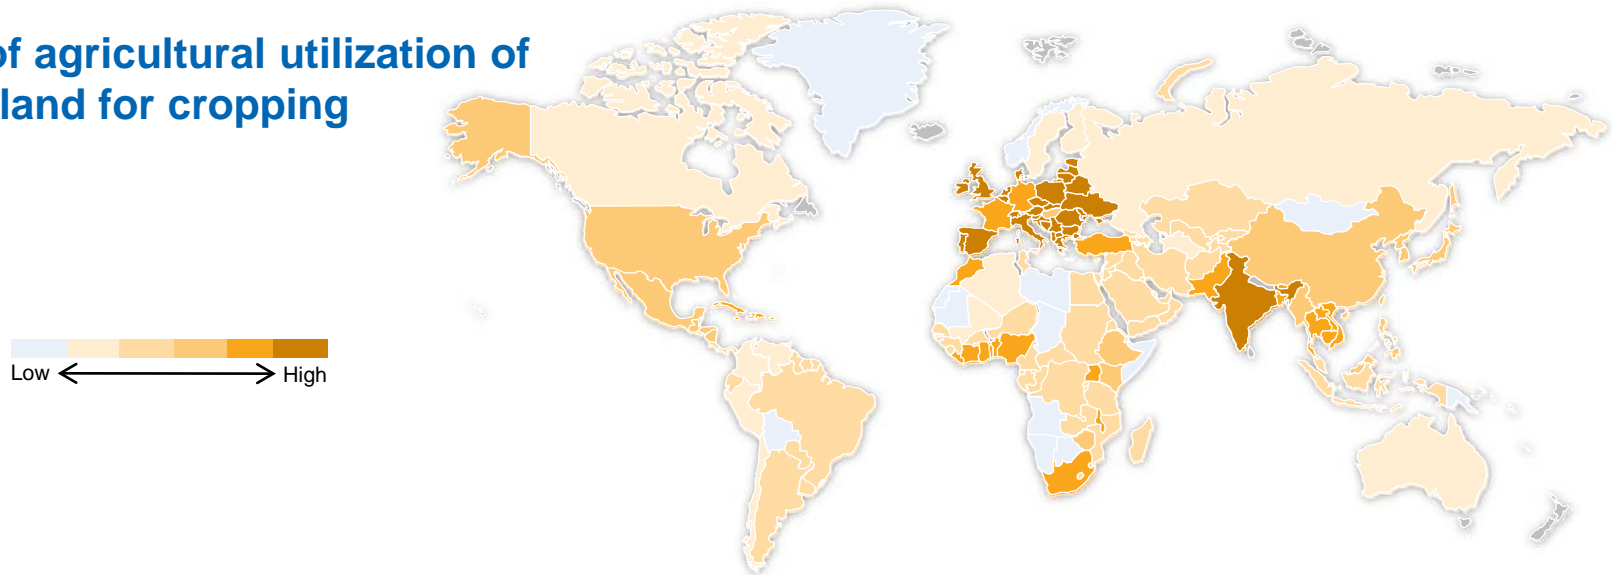 of agricultural utilization of
land for cropping
Low
High